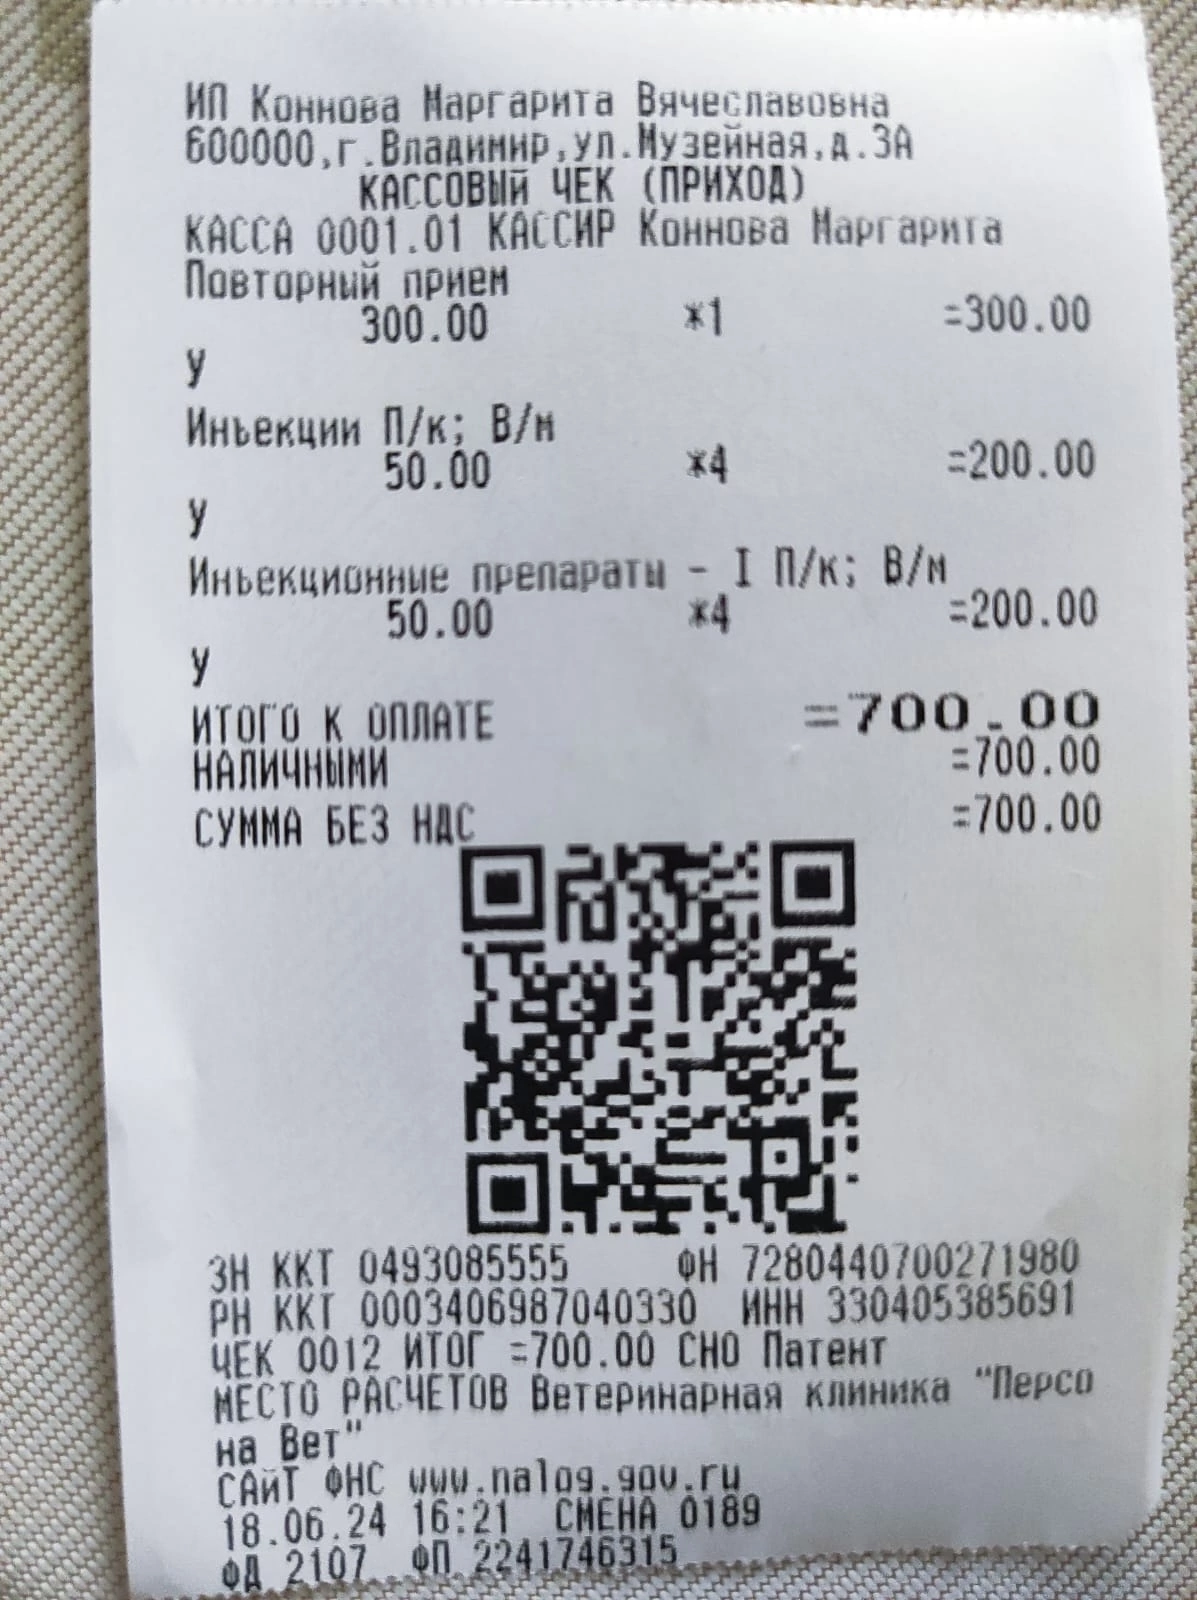 ИП Коннова Маргарита Вячеславовна
600000,г.Владимир,ул.Музейная,д.3А
КАССОВЫЙ ЧЕК (ПРИХОД)
КАССА 0001.01 КАССИР Коннова Маргарита
Повторный прием
300.00 *1 =300.00
У
Инъекции П/к; В/м
50.00 *4 =200.00
У
Инъекционные препараты - I П/к; В/м
50.00 *4 =200.00
У
ИТОГО К ОПЛАТЕ =700.00
НАЛИЧНЫМИ =700.00
СУММА БЕЗ НДС =700.00
ЗН ККТ 0493085555 ФН 7280440700271980
РН ККТ 0003406987040330 ИНН 330405385691
ЧЕК 0012 ИТОГ =700.00 СНО Патент
МЕСТО РАСЧЕТОВ Ветеринарная клиника "Персо
на Вет"
САЙТ ФНС www.nalog.gov.ru
18.06.24 16:21 СМЕНА 0189
ФД 2107 ФП 2241746315